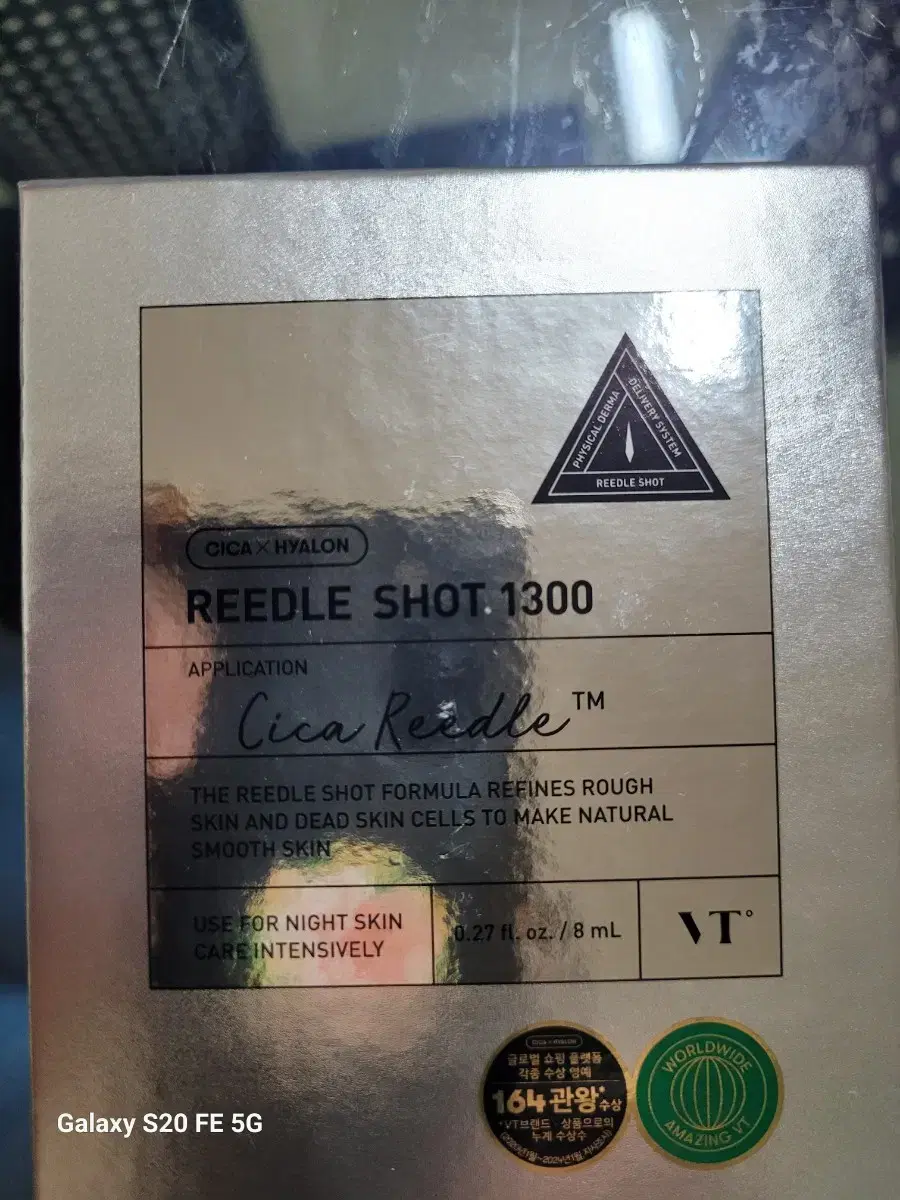 PHYSICAL DERMA
DELIVERY SYSTEM
REEDLE SHOT
CICA × HYALON
REEDLE SHOT 1300
APPLICATION
Cica Reedle™
THE REEDLE SHOT FORMULA REFINES ROUGH
SKIN AND DEAD SKIN CELLS TO MAKE NATURAL
SMOOTH SKIN
USE FOR NIGHT SKIN
CARE INTENSIVELY
0.27 fl. oz. / 8 mL
VT°
CICA × HYALON
글로벌 쇼핑 플랫폼
각종 수상 영예
164관왕* 수상
*VT브랜드·상품으로의
누계 수상수
WORLDWIDE
AMAZING VT
Galaxy S20 FE 5G